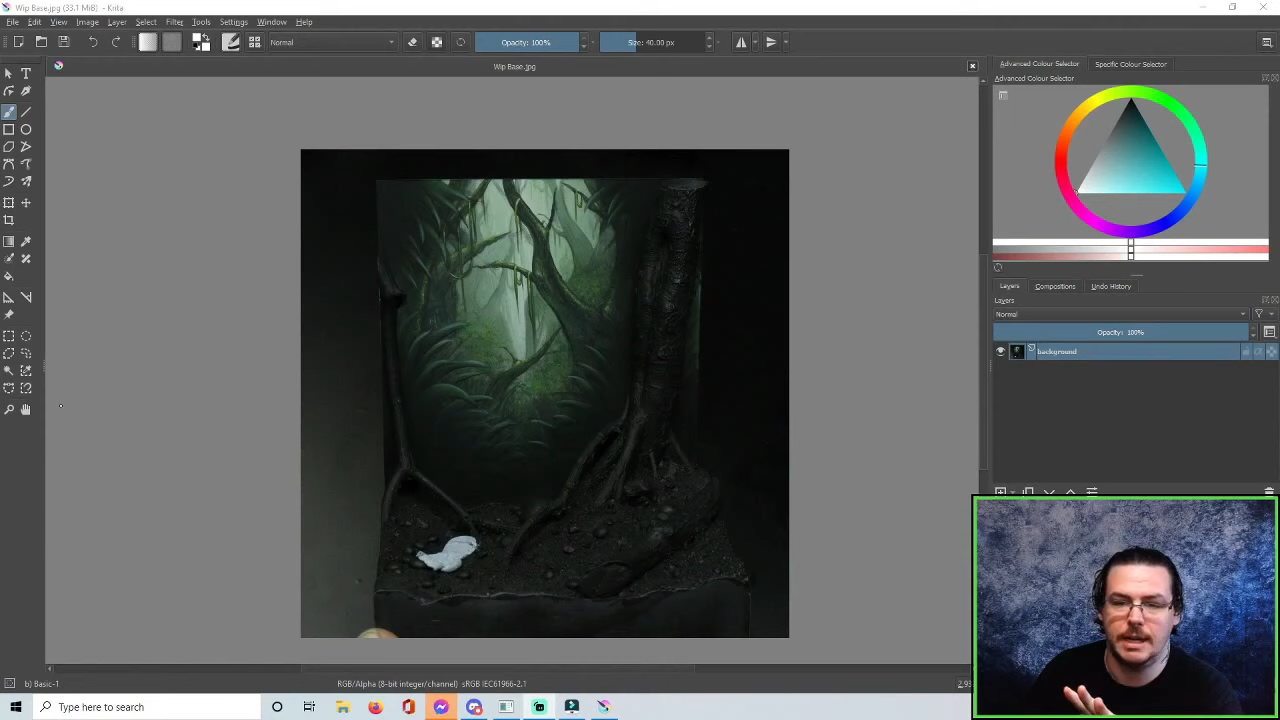 Wip Base.jpg (33.1 MiB) - Krita
File Edit View Image Layer Select Filter Tools Settings Window Help
Normal
Opacity: 100%
Size: 40.00 px
Wip Base.jpg
Advanced Colour Selector
Specific Colour Selector
Advanced Colour Selector
Layers
Compositions
Undo History
Layers
Normal
Opacity: 100%
background
b) Basic-1
RGB/Alpha (8-bit integer/channel) sRGB IEC61966-2.1
Type here to search